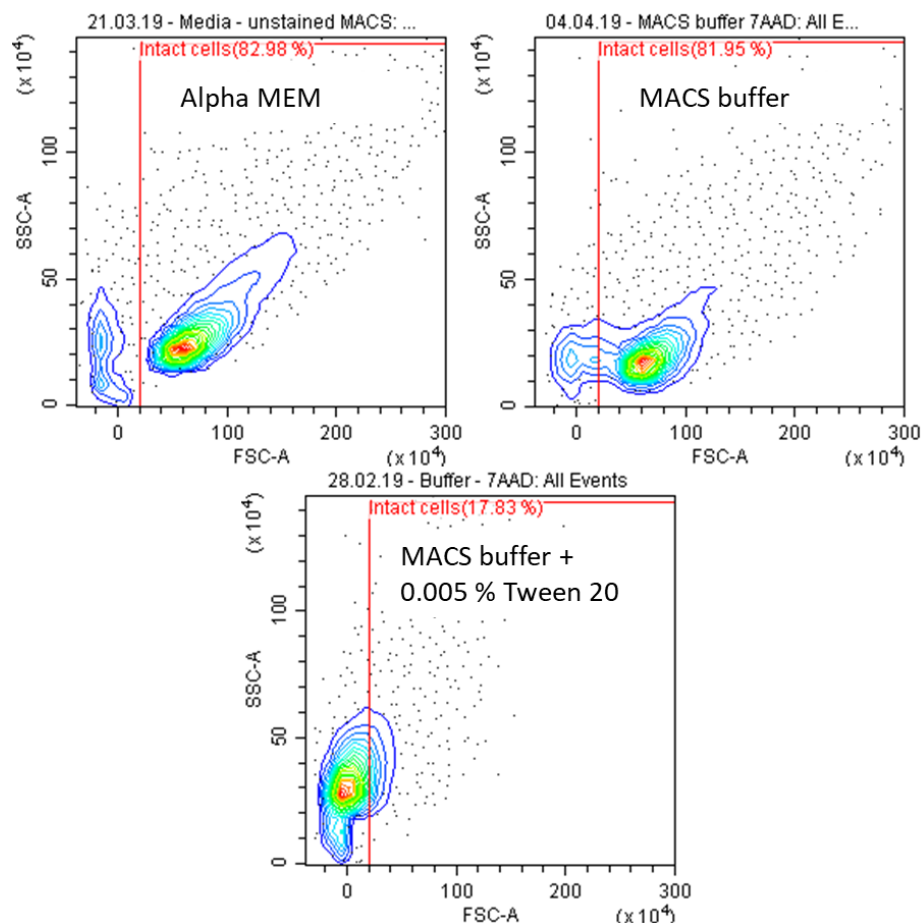 21.03.19 - Media - unstained MACS: ...
Intact cells(82.98 %)
Alpha MEM
(x 10⁴)
SSC-A
100
50
0
0 100 200 300
FSC-A (x 10⁴)
04.04.19 - MACS buffer 7AAD: All E...
Intact cells(81.95 %)
MACS buffer
(x 10⁴)
SSC-A
100
50
0
0 100 200 300
FSC-A (x 10⁴)
28.02.19 - Buffer - 7AAD: All Events
Intact cells(17.83 %)
MACS buffer +
0.005 % Tween 20
(x 10⁴)
SSC-A
100
50
0
0 100 200 300
FSC-A (x 10⁴)